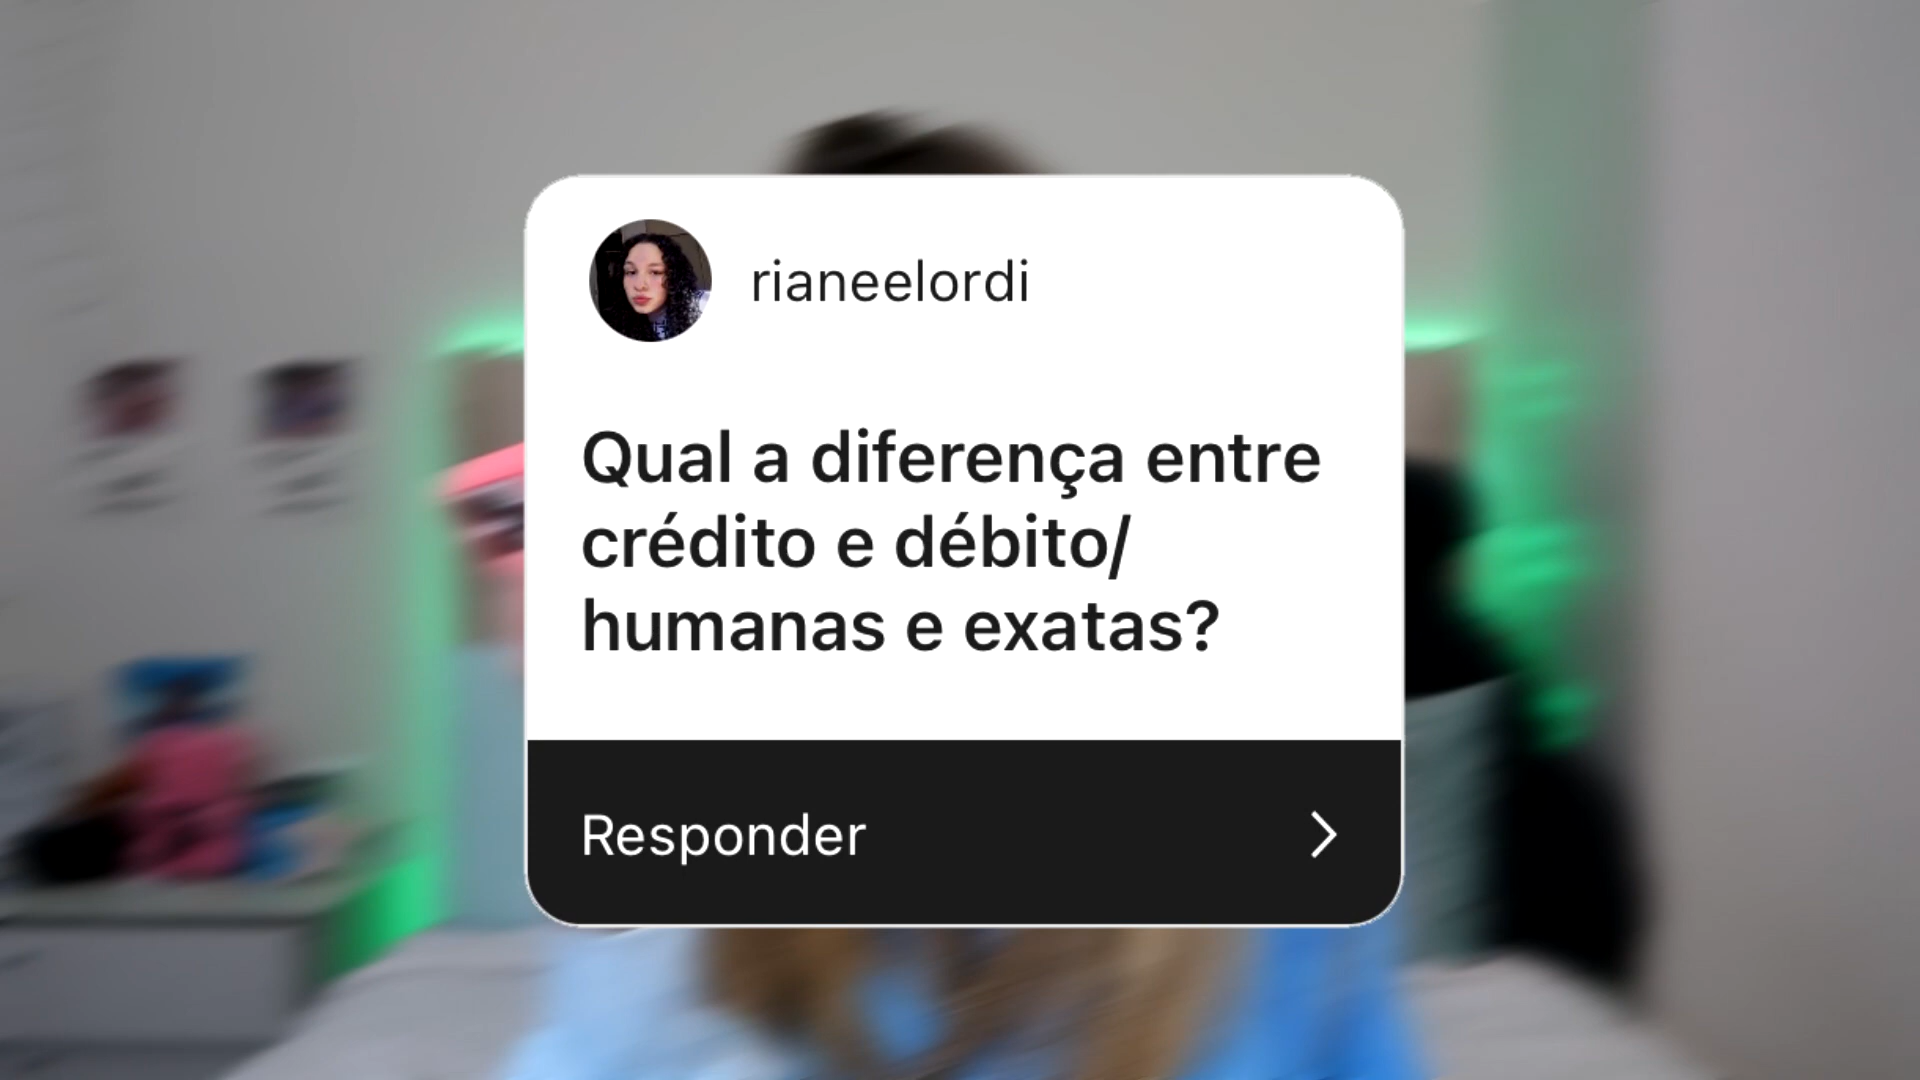 rianeelordi
Qual a diferença entre
crédito e débito/
humanas e exatas?
Responder